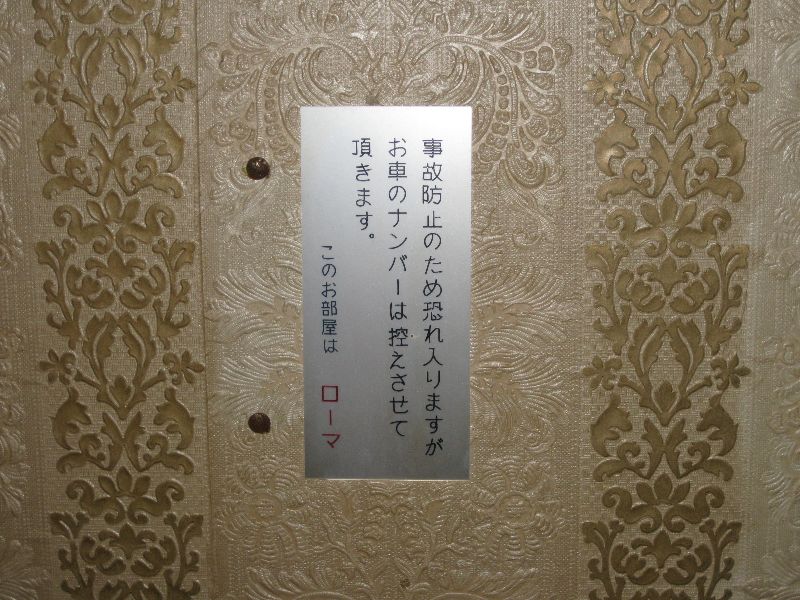 事故防止のため恐れ入りますが
お車のナンバーは控えさせて
頂きます。
このお部屋は ローマ